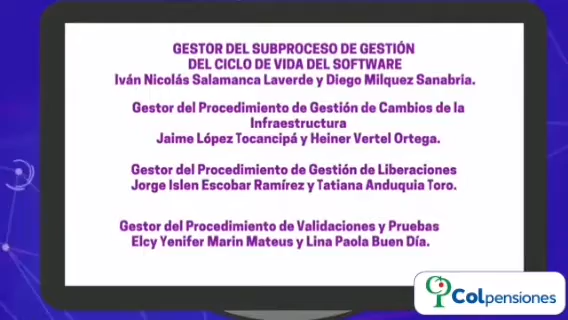 GESTOR DEL SUBPROCESO DE GESTIÓN
DEL CICLO DE VIDA DEL SOFTWARE
Iván Nicolás Salamanca Laverde y Diego Milquez Sanabria.
Gestor del Procedimiento de Gestión de Cambios de la
Infraestructura
Jaime López Tocancipá y Heiner Vertel Ortega.
Gestor del Procedimiento de Gestión de Liberaciones
Jorge Islen Escobar Ramírez y Tatiana Anduquia Toro.
Gestor del Procedimiento de Validaciones y Pruebas
Elcy Yenifer Marin Mateus y Lina Paola Buen Día.
Colpensiones